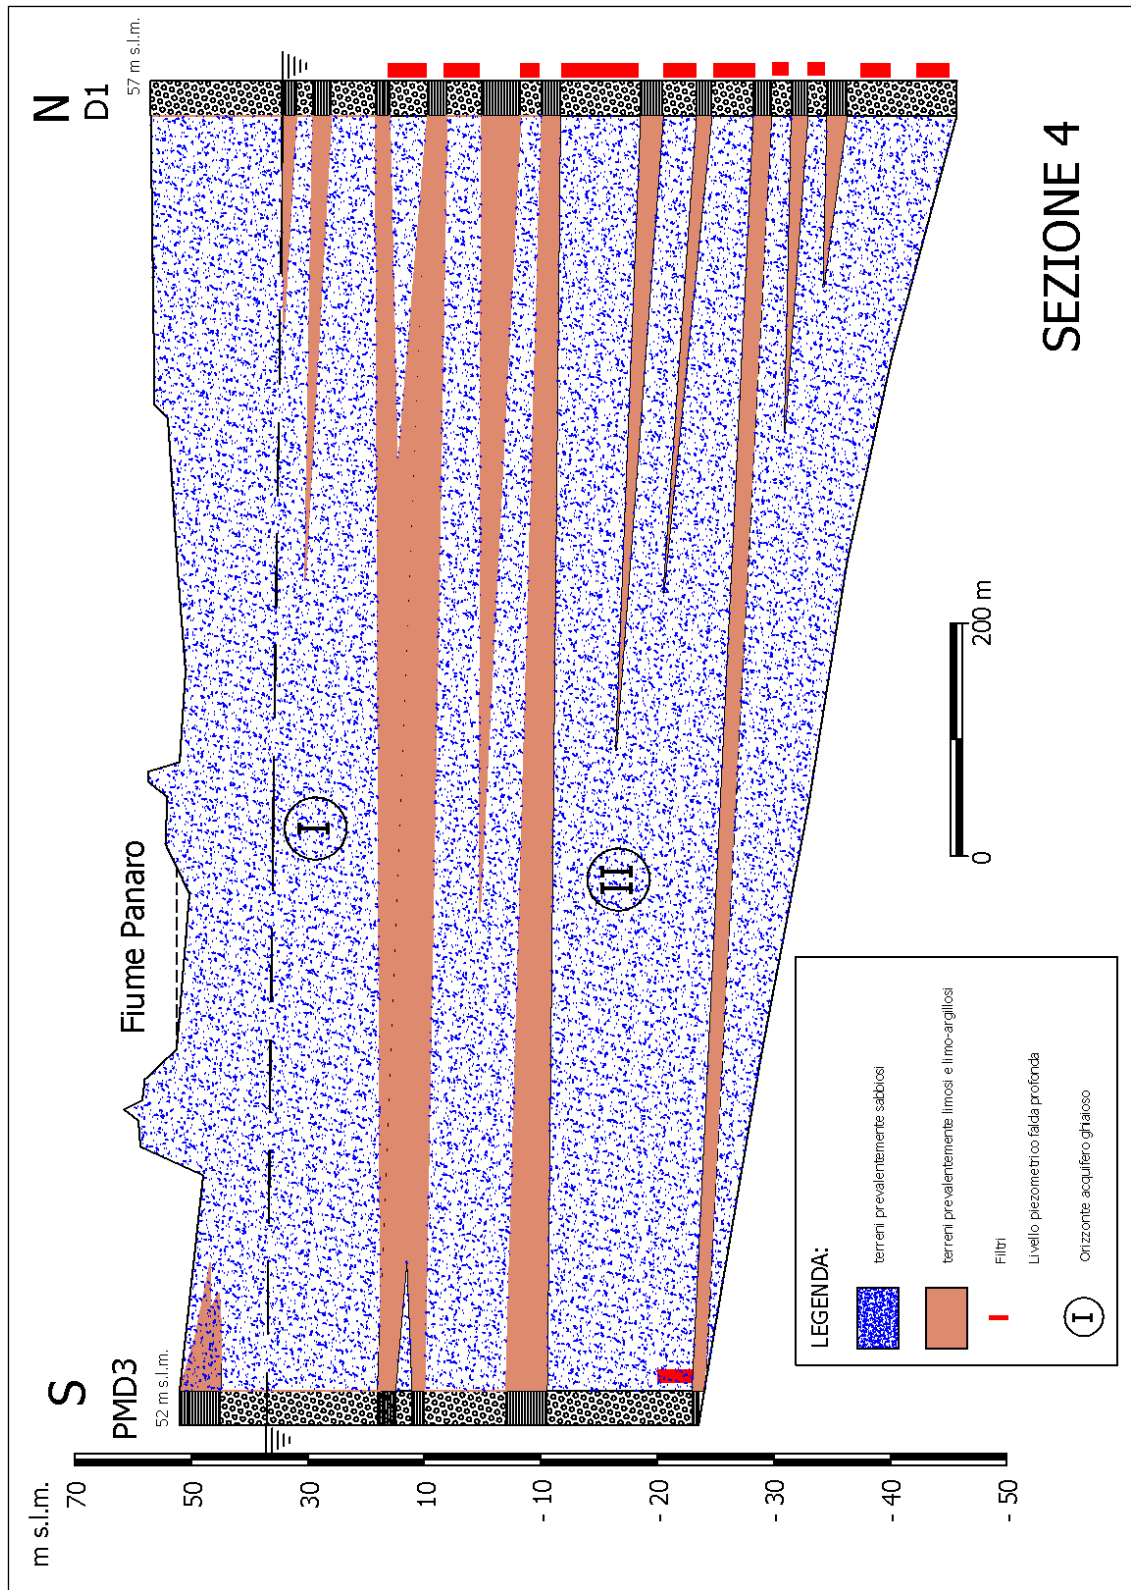 SEZIONE 4
S
N
PMD3
D1
52 m s.l.m.
57 m s.l.m.
Fiume Panaro
m s.l.m.
70
50
30
10
- 10
- 20
- 30
- 40
- 50
I
II
0
200 m
LEGENDA:
terreni prevalentemente sabbiosi
terreni prevalentemente limosi e limo-argillosi
Filtri
Livello piezometrico falda profonda
I
Orizzonte acquifero ghiaioso